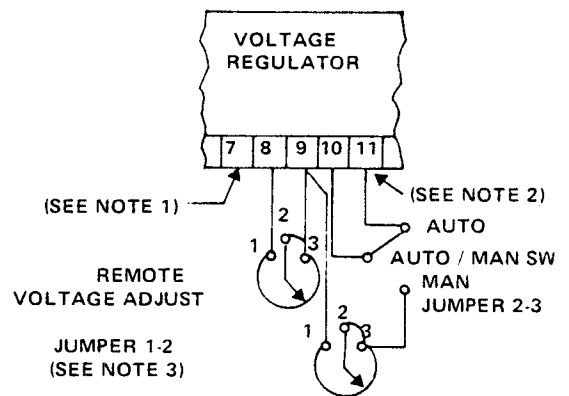 VOLTAGE
REGULATOR
7 8 9 10 11
(SEE NOTE 1)
(SEE NOTE 2)
AUTO
AUTO / MAN SW
MAN
JUMPER 2-3
1 2 3
REMOTE
VOLTAGE ADJUST
1 2 3
JUMPER 1-2
(SEE NOTE 3)